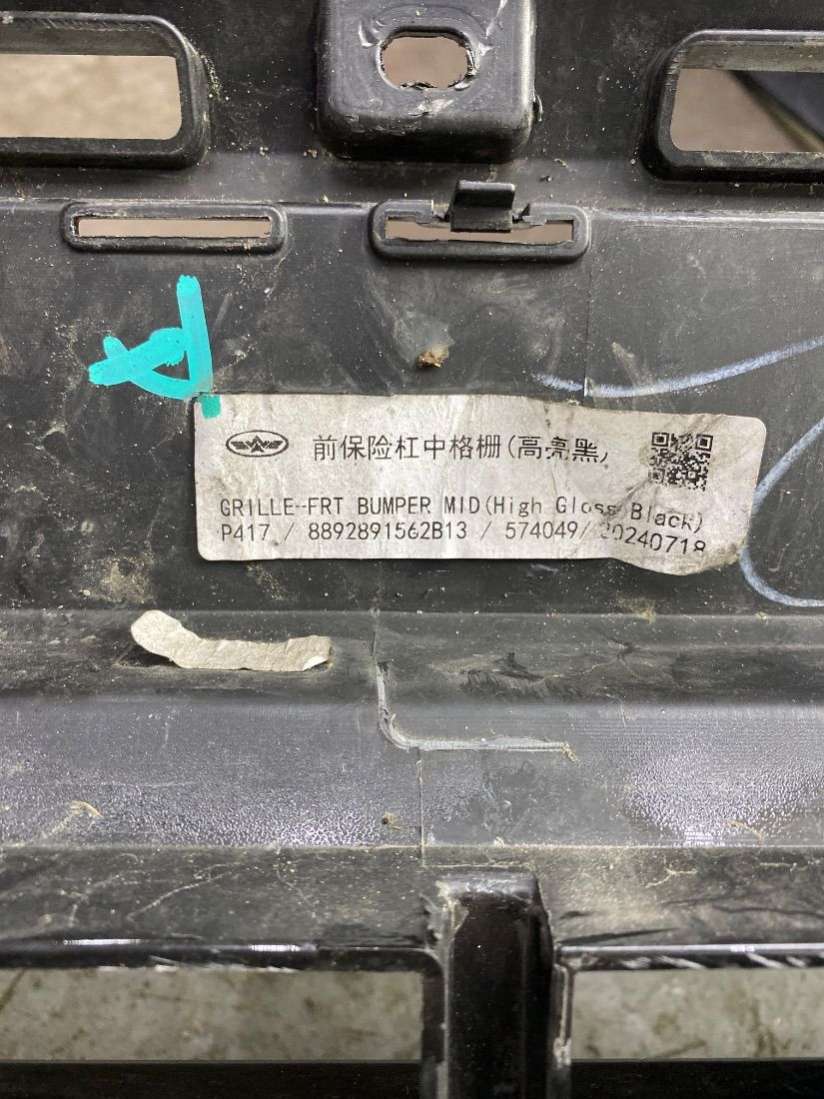 前保险杠中格栅(高亮黑)
GRILLE-FRT BUMPER MID(High Gloss Black)
P417 / 8892891562B13 / 574049/ 20240718